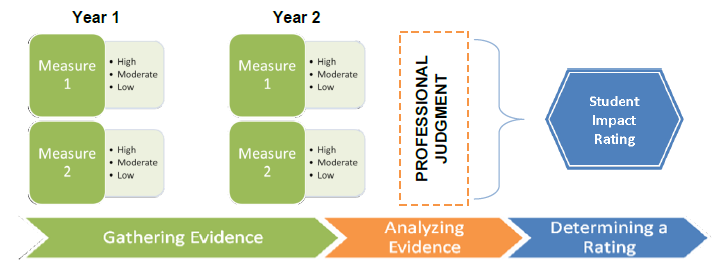 Year 1
Year 2
Measure
1
• High
• Moderate
• Low
Measure
1
• High
• Moderate
• Low
Measure
2
• High
• Moderate
• Low
Measure
2
• High
• Moderate
• Low
PROFESSIONAL
JUDGMENT
Student
Impact
Rating
Gathering Evidence
Analyzing
Evidence
Determining a
Rating